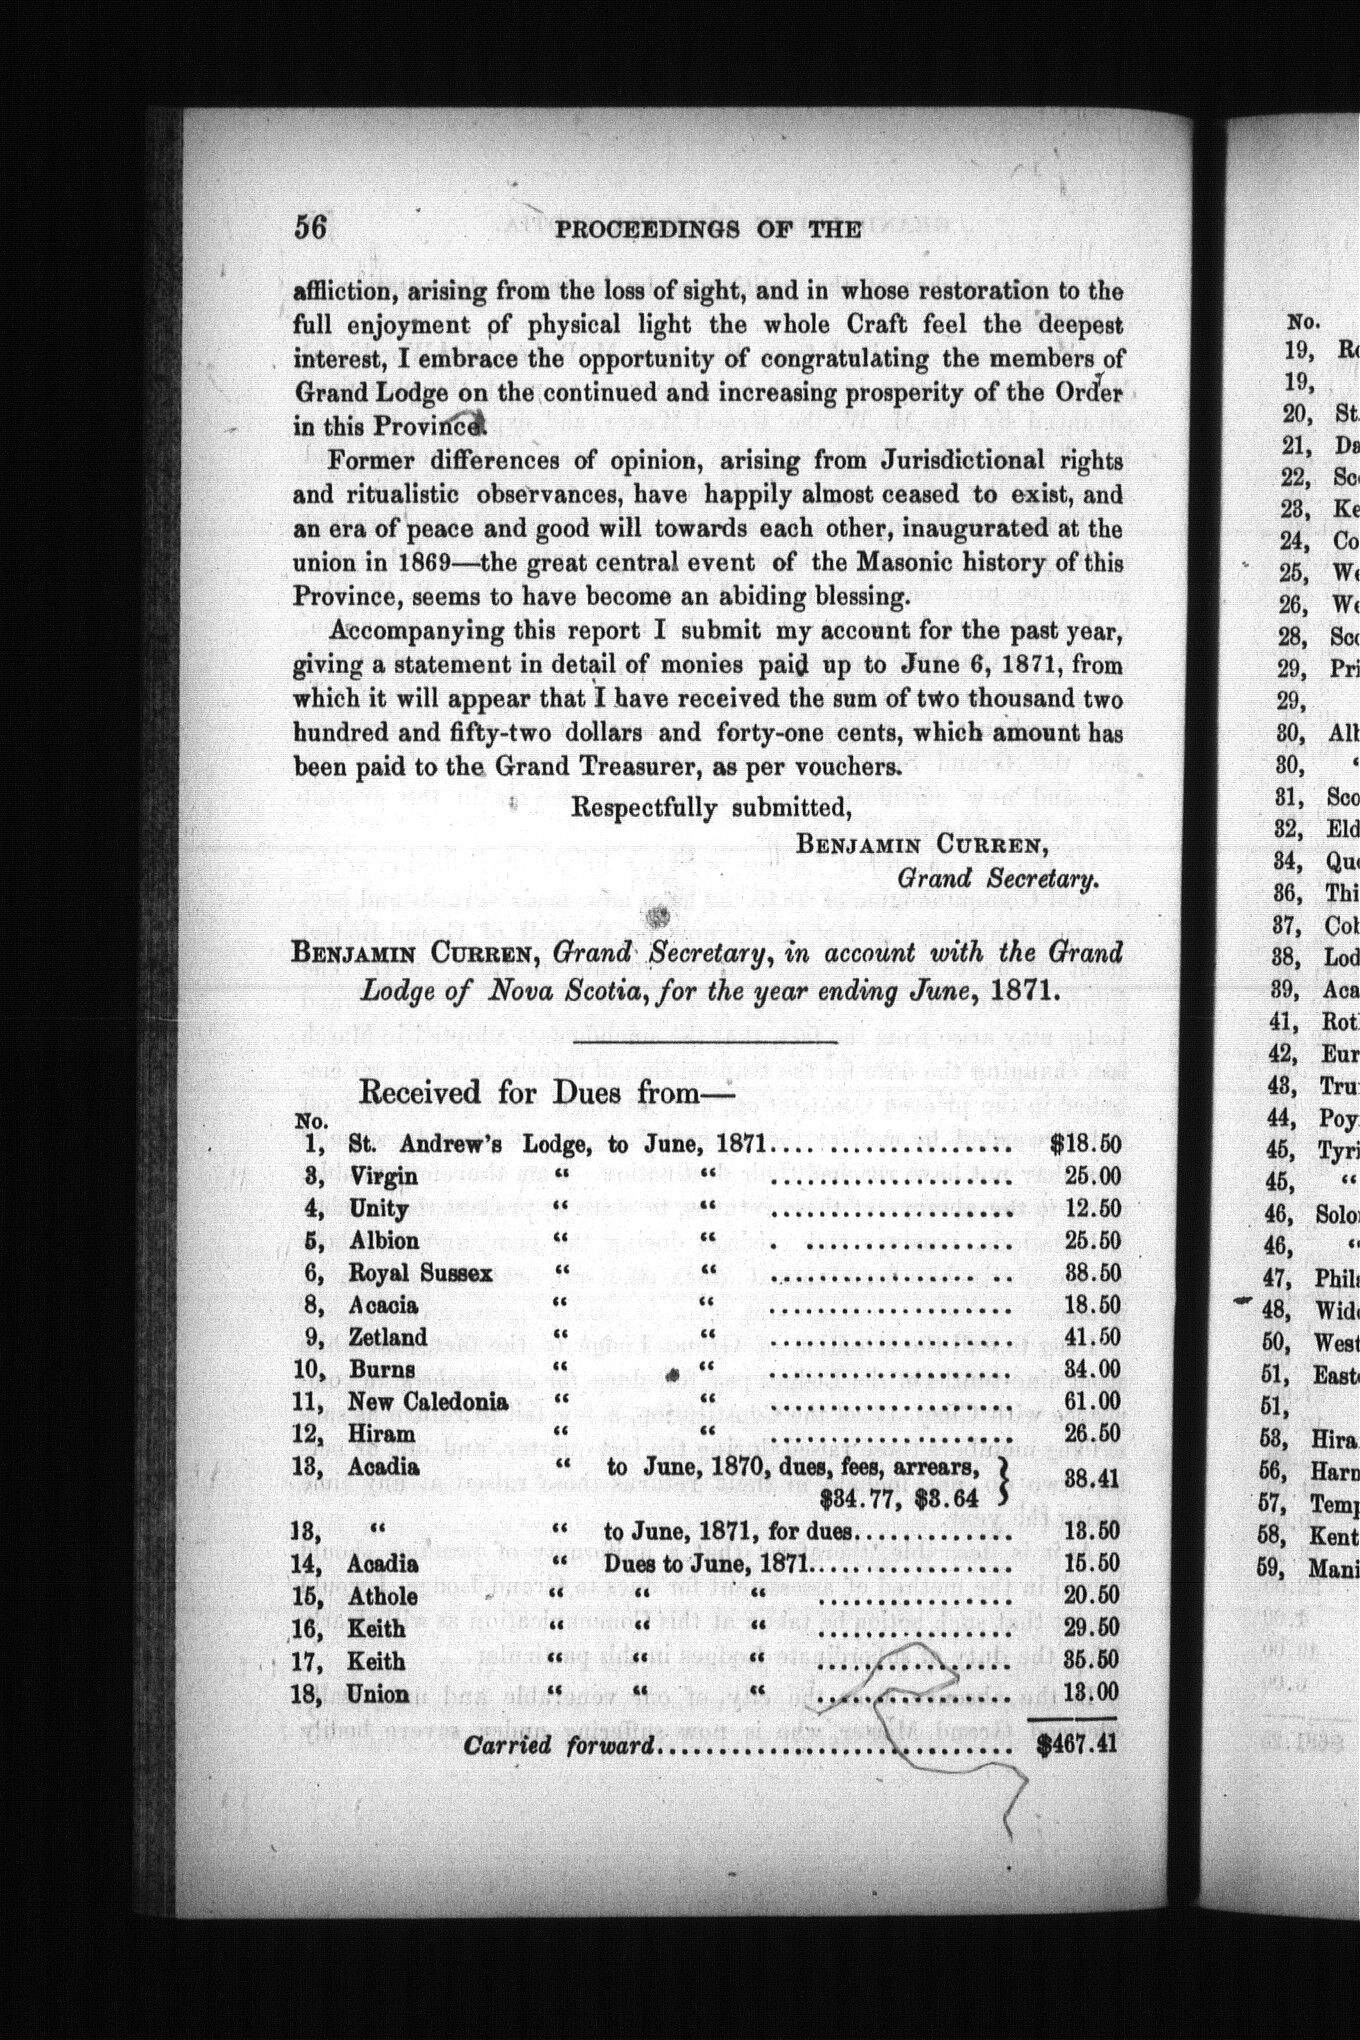 56 PROCEEDINGS OF THE
affliction, arising from the loss of sight, and in whose restoration to the
full enjoyment of physical light the whole Craft feel the deepest
interest, I embrace the opportunity of congratulating the members of
Grand Lodge on the continued and increasing prosperity of the Order
in this Province.
Former differences of opinion, arising from Jurisdictional rights
and ritualistic observances, have happily almost ceased to exist, and
an era of peace and good will towards each other, inaugurated at the
union in 1869—the great central event of the Masonic history of this
Province, seems to have become an abiding blessing.
Accompanying this report I submit my account for the past year,
giving a statement in detail of monies paid up to June 6, 1871, from
which it will appear that I have received the sum of two thousand two
hundred and fifty-two dollars and forty-one cents, which amount has
been paid to the Grand Treasurer, as per vouchers.
Respectfully submitted,
BENJAMIN CURREN,
Grand Secretary.
BENJAMIN CURREN, Grand Secretary, in account with the Grand
Lodge of Nova Scotia, for the year ending June, 1871.
Received for Dues from—
No.
1, St. Andrew's Lodge, to June, 1871.................... $18.50
3, Virgin “ “ .................... 25.00
4, Unity “ “ .................... 12.50
5, Albion “ “ .................... 25.50
6, Royal Sussex “ “ .................... 38.50
8, Acacia “ “ .................... 18.50
9, Zetland “ “ .................... 41.50
10, Burns “ “ .................... 34.00
11, New Caledonia “ “ .................... 61.00
12, Hiram “ “ .................... 26.50
13, Acadia “ to June, 1870, dues, fees, arrears, } 38.41
$34.77, $3.64
13, “ “ to June, 1871, for dues............. 13.50
14, Acadia “ Dues to June, 1871................. 15.50
15, Athole “ “ “ ................ 20.50
16, Keith “ “ “ ................ 29.50
17, Keith “ “ “ ................ 35.50
18, Union “ “ “ ................ 13.00
Carried forward.............................. $467.41
No.
19,
19,
20, St.
21,
22,
23,
24,
25,
26,
28,
29,
29,
30,
30,
31,
32,
34,
36,
37,
38,
39,
41,
42,
43,
44,
45,
45, “
46,
46, “
47,
48,
50,
51,
51,
53,
56,
57,
58,
59,